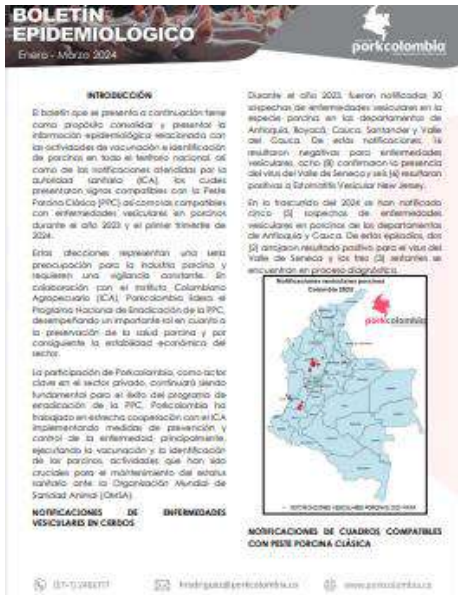 BOLETÍN
EPIDEMIOLÓGICO
Enero - Marzo 2024
porkcolombia
INTRODUCCIÓN
El boletín que se presenta a continuación tiene
como propósito consolidar y presentar la
información epidemiológica relacionada con
las actividades de vacunación e identificación
de porcinos en todo el territorio nacional, así
como de las notificaciones atendidas por la
autoridad sanitaria (ICA), los cuales
presentaron signos compatibles con la Peste
Porcina Clásica (PPC) así como los compatibles
con enfermedades vesiculares en porcinos
durante el año 2023 y el primer trimestre de
2024.
Estas afecciones representan una seria
preocupación para la industria porcina y
requieren una vigilancia constante. En
colaboración con el Instituto Colombiano
Agropecuario (ICA), Porkcolombia lidera el
Programa Nacional de Erradicación de la PPC,
desempeñando un importante rol en cuanto a
la preservación de la salud porcina y por
consiguiente la estabilidad económica del
sector.
La participación de Porkcolombia, como actor
clave en el sector privado, continuará siendo
fundamental para el éxito del programa de
erradicación de la PPC. Porkcolombia ha
trabajado en estrecha cooperación con el ICA
implementando medidas de prevención y
control de la enfermedad, principalmente,
ejecutando la vacunación y la identificación
de los porcinos, actividades que han sido
cruciales para el mantenimiento del estatus
sanitario ante la Organización Mundial de
Sanidad Animal (OMSA).
NOTIFICACIONES DE ENFERMEDADES
VESICULARES EN CERDOS
Durante el año 2023, fueron notificadas 30
sospechas de enfermedades vesiculares en la
especie porcina en los departamentos de
Antioquia, Boyacá, Cauca, Santander y Valle
del Cauca. De estas notificaciones, 16
resultaron negativas para enfermedades
vesiculares, ocho (8) confirmaron la presencia
del virus del Valle de Seneca y seis (6) resultaron
positivas a Estomatitis Vesicular New Jersey.
En lo trascurrido del 2024 se han notificado
cinco (5) sospechas de enfermedades
vesiculares en porcinos de los departamentos
de Antioquia y Cauca. De estos episodios, dos
(2) arrojaron resultado positivo para el virus del
Valle de Seneca y los tres (3) restantes se
encuentran en proceso diagnóstico.
Notificaciones vesiculares porcinos
Colombia 2023
porkcolombia
NOTIFICACIONES DE CUADROS COMPATIBLES
CON PESTE PORCINA CLÁSICA
www.porkcolombia.co